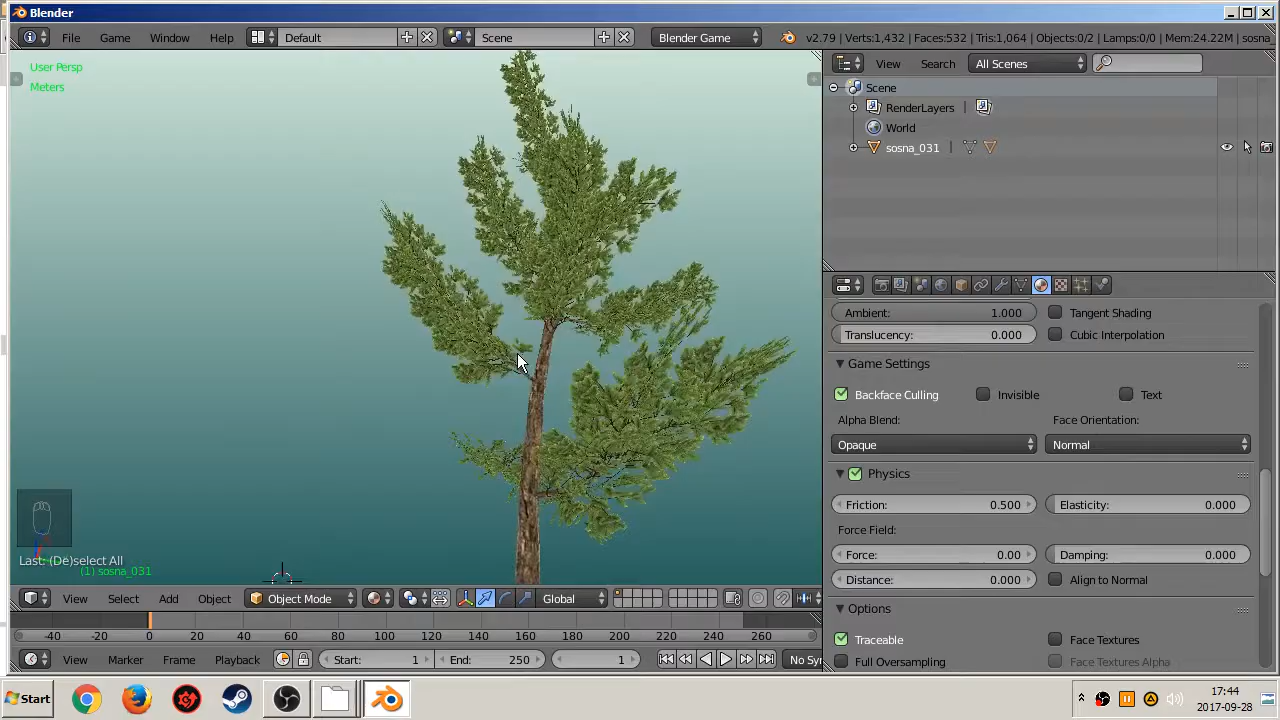 Blender
File Game Window Help Default Scene Blender Game v2.79 | Verts:1,432 | Faces:532 | Tris:1,064 | Objects:0/2 | Lamps:0/0 | Mem:24.22M | sosna
User Persp
Meters
View Search All Scenes
Scene
RenderLayers |
World
sosna_031 |
Ambient: 1.000 Tangent Shading
Translucency: 0.000 Cubic Interpolation
Game Settings
Backface Culling Invisible Text
Alpha Blend: Face Orientation:
Opaque Normal
Physics
Friction: 0.500 Elasticity: 0.000
Force Field:
Force: 0.00 Damping: 0.000
Distance: 0.000 Align to Normal
Options
Traceable Face Textures
Full Oversampling Face Textures Alpha
Last: (De)select All
(1) sosna_031
View Select Add Object Object Mode Global
-40 -20 0 20 40 60 80 100 120 140 160 180 200 220 240 260
View Marker Frame Playback Start: 1 End: 250 1 No Sy
Start 17:44
2017-09-28